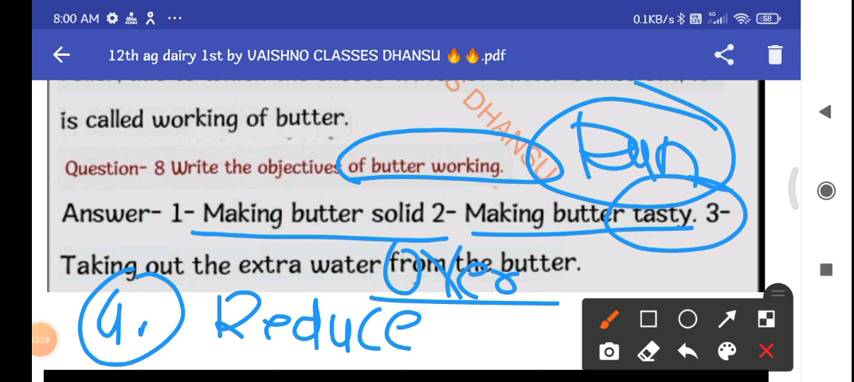 8:00 AM
0.1KB/s 58
12th ag dairy 1st by VAISHNO CLASSES DHANSU 🔥🔥.pdf
is called working of butter.
S DHANSU
Question- 8 Write the objectives of butter working.
Answer- 1- Making butter solid 2- Making butter tasty. 3-
Taking out the extra water from the butter.
4. Reduce